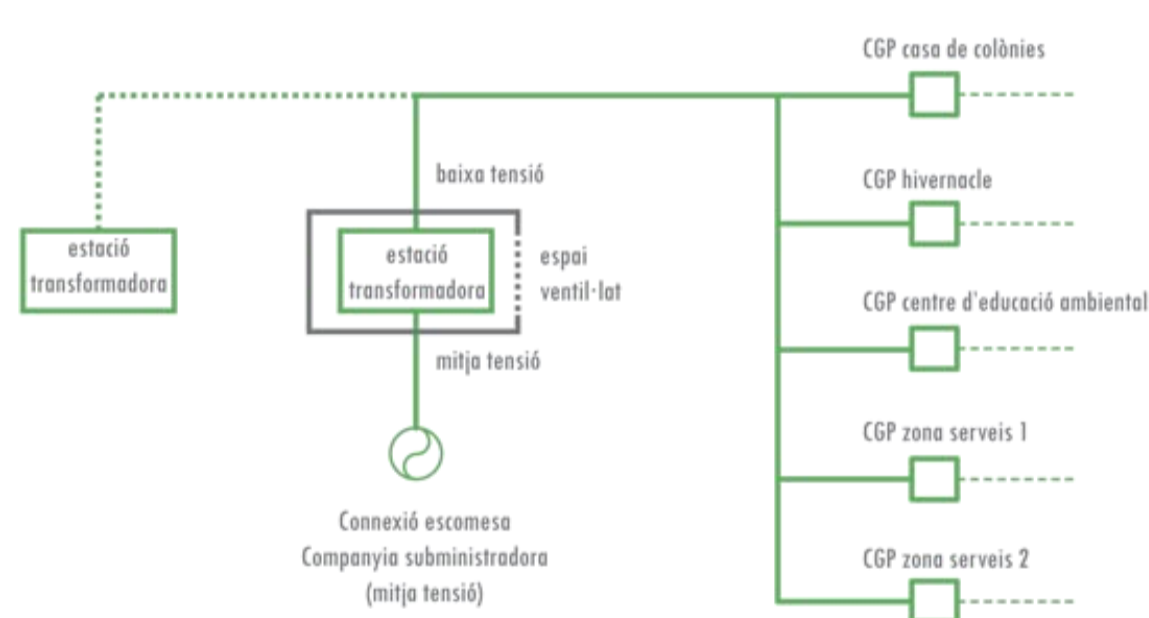 CGP casa de colònies
baixa tensió
CGP hivernacle
estació
transformadora
estació
transformadora
espai
ventil·lat
CGP centre d'educació ambiental
mitja tensió
CGP zona serveis 1
Connexió escomesa
Companyia subministradora
(mitja tensió)
CGP zona serveis 2